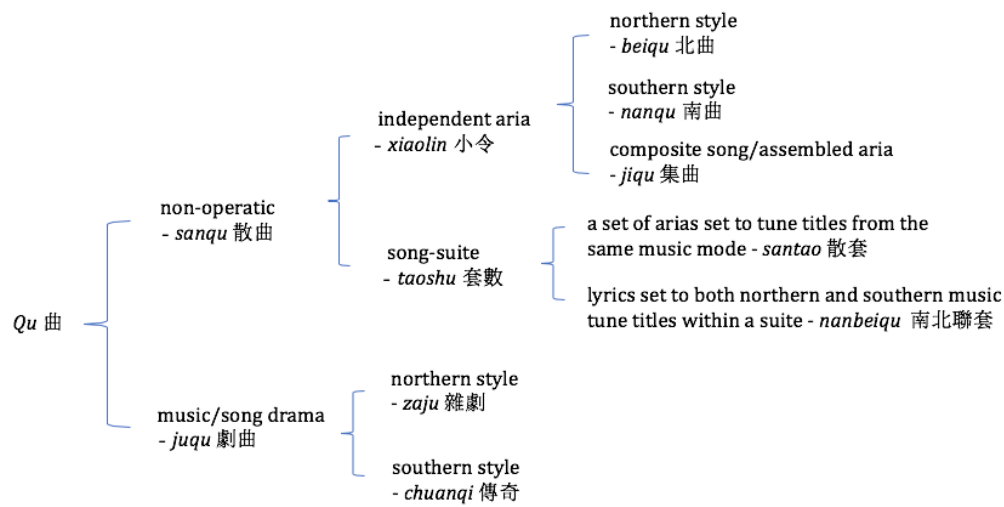 Qu 曲
non-operatic
- sanqu 散曲
independent aria
- xiaolin 小令
northern style
- beiqu 北曲
southern style
- nanqu 南曲
composite song/assembled aria
- jiqu 集曲
song-suite
- taoshu 套數
a set of arias set to tune titles from the
same music mode - santao 散套
lyrics set to both northern and southern music
tune titles within a suite - nanbeiqu 南北聯套
music/song drama
- juqu 劇曲
northern style
- zaju 雜劇
southern style
- chuanqi 傳奇